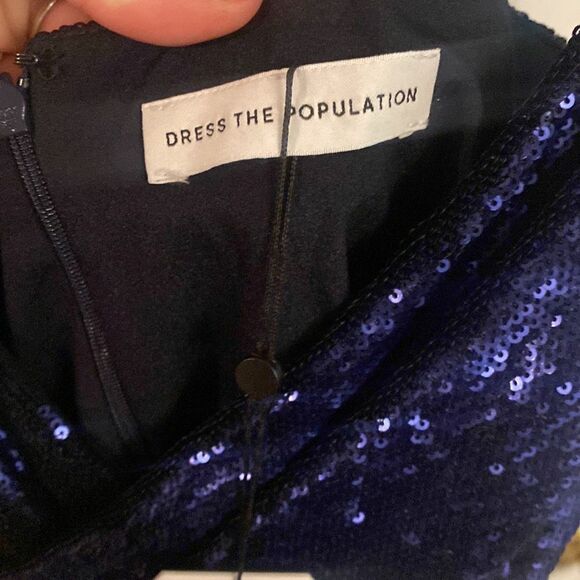 DRESS THE POPULATION